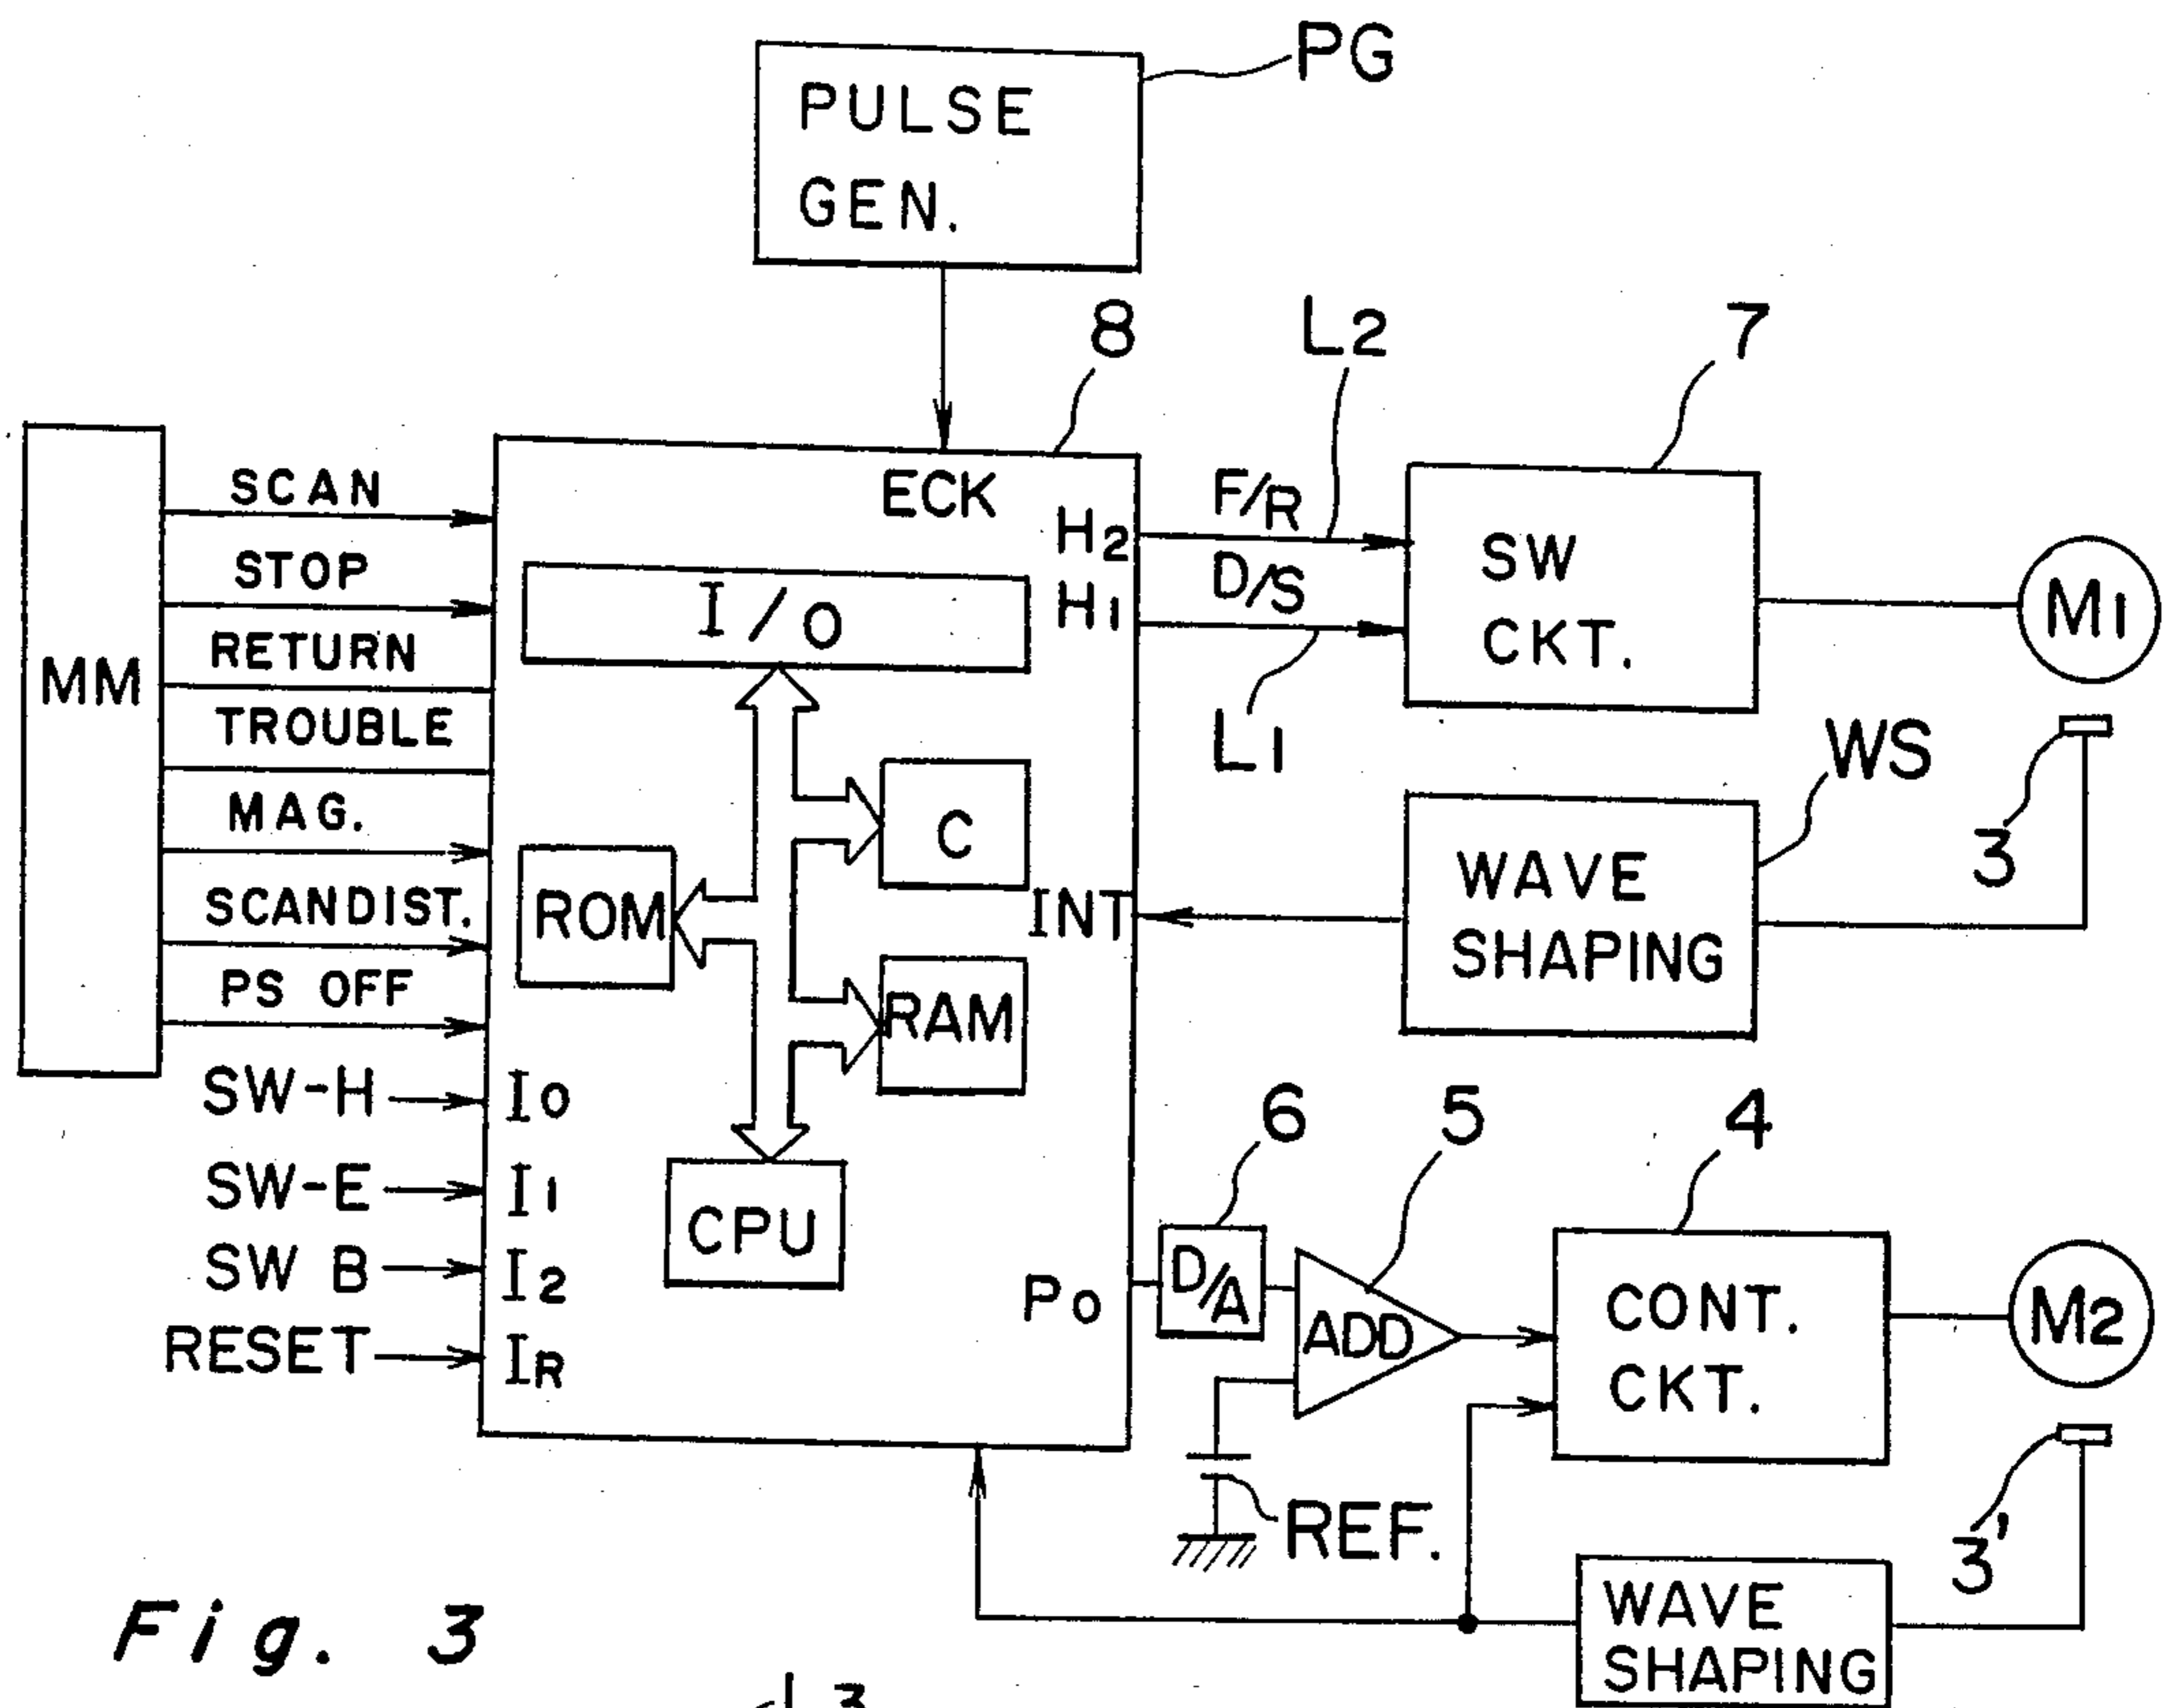 PG
PULSE
GEN.
8
L2
7
MM
SCAN
STOP
RETURN
TROUBLE
MAG.
SCANDIST.
PS OFF
SW-H
SW-E
SW B
RESET
ECK
H2
H1
I/O
C
ROM
INT
RAM
CPU
I0
I1
I2
IR
P0
F/R
D/S
L1
SW
CKT.
M1
WS
3
WAVE
SHAPING
6
5
4
D/A
ADD
CONT.
CKT.
M2
REF.
3'
WAVE
SHAPING
Fig. 3
L3